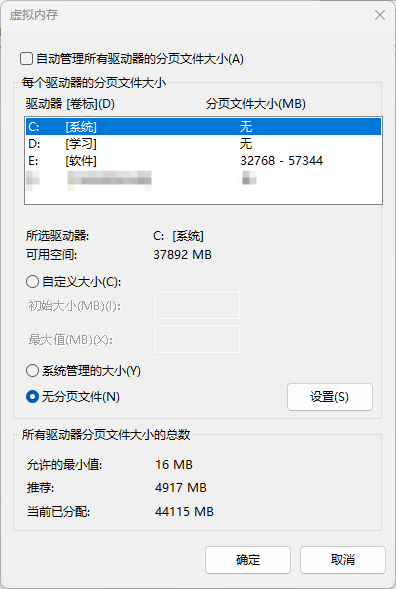 虚拟内存
自动管理所有驱动器的分页文件大小(A)
每个驱动器的分页文件大小
驱动器 [卷标](D) 分页文件大小(MB)
C: [系统] 无
D: [学习] 无
E: [软件] 32768 - 57344
所选驱动器: C: [系统]
可用空间: 37892 MB
自定义大小(C):
初始大小(MB)(I):
最大值(MB)(X):
系统管理的大小(Y)
无分页文件(N) 设置(S)
所有驱动器分页文件大小的总数
允许的最小值: 16 MB
推荐: 4917 MB
当前已分配: 44115 MB
确定 取消